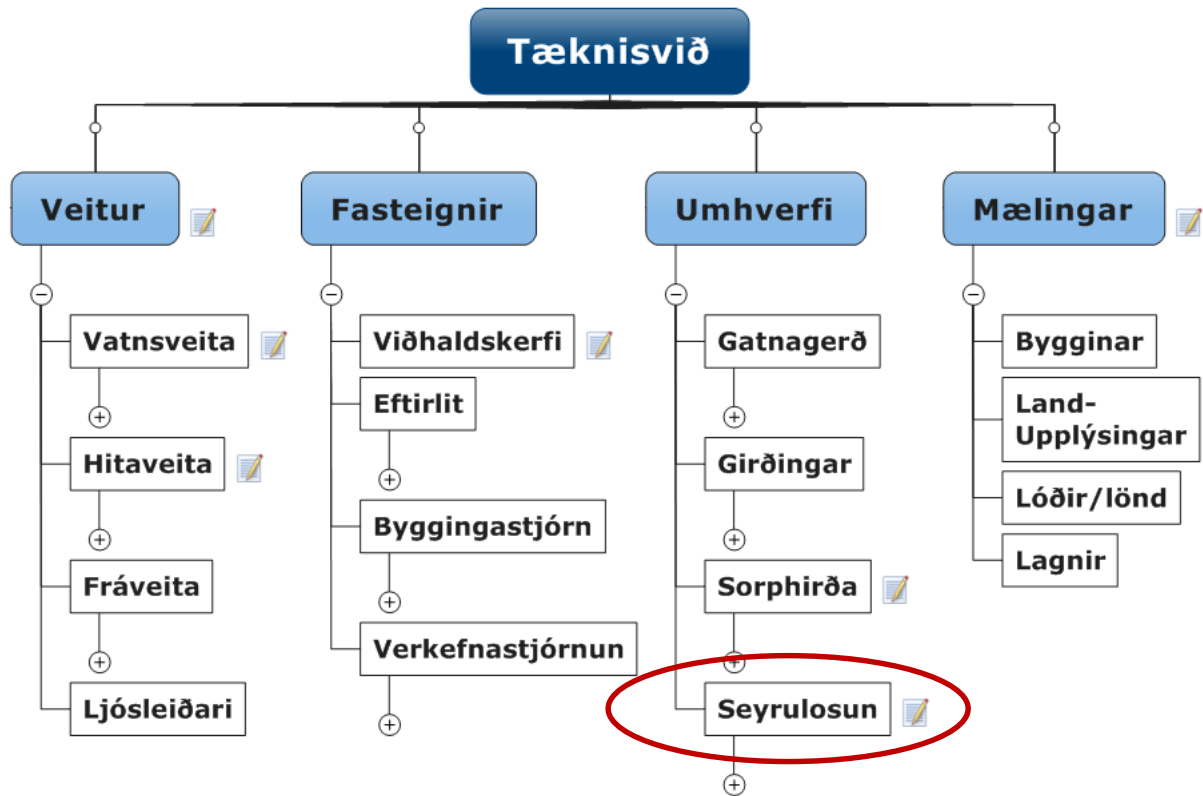 Tæknisvið
Veitur
Vatnsveita
Hitaveita
Fráveita
Ljósleiðari
Fasteignir
Viðhaldskerfi
Eftirlit
Byggingastjórn
Verkefnastjórnun
Umhverfi
Gatnagerð
Girðingar
Sorphirða
Seyrulosun
Mælingar
Bygginar
Land-
Upplýsingar
Lóðir/lönd
Lagnir